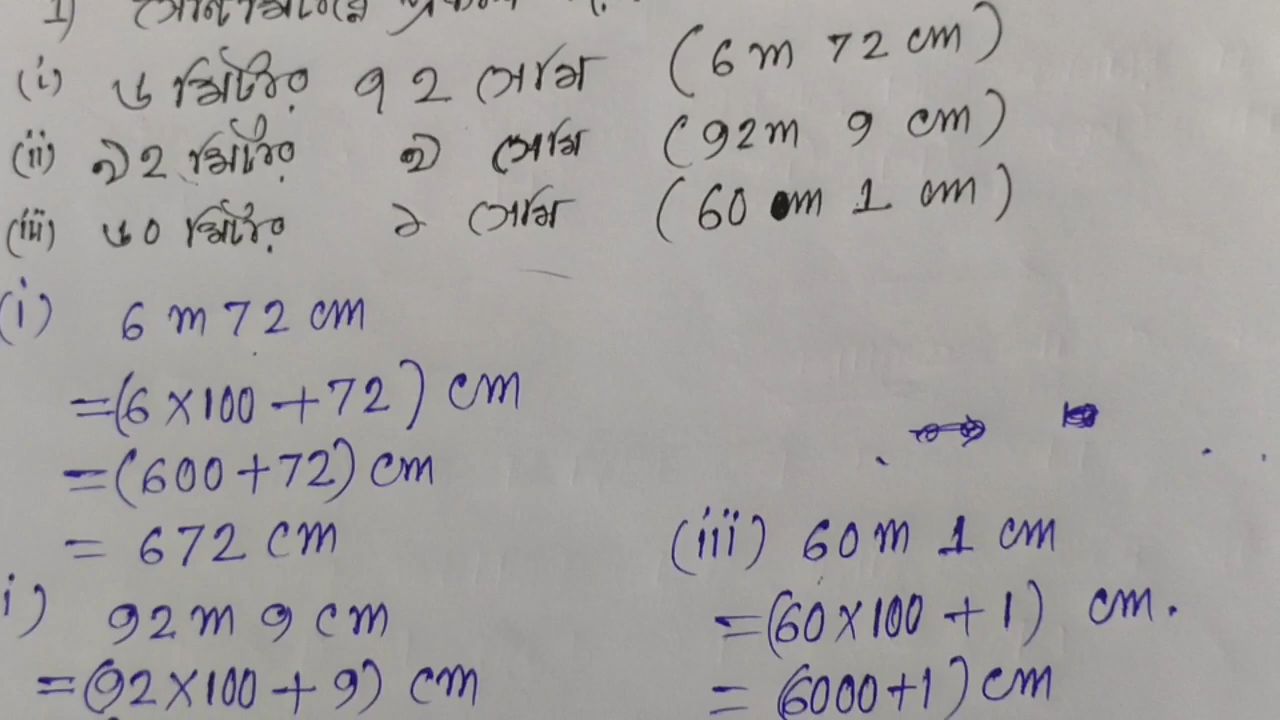 1)
(i) ৬ মিটার ৭২ সেমি (6 m 72 cm)
(ii) ৯২ মিটার ৯ সেমি (92m 9 cm)
(iii) ৬০ মিটার ১ সেমি (60 m 1 cm)
(i) 6 m 72 cm
=(6×100+72) cm
=(600+72) cm
= 672 cm
i) 92 m 9 cm
=(92×100+9) cm
(iii) 60 m 1 cm
=(60×100+1) cm.
= (6000+1) cm